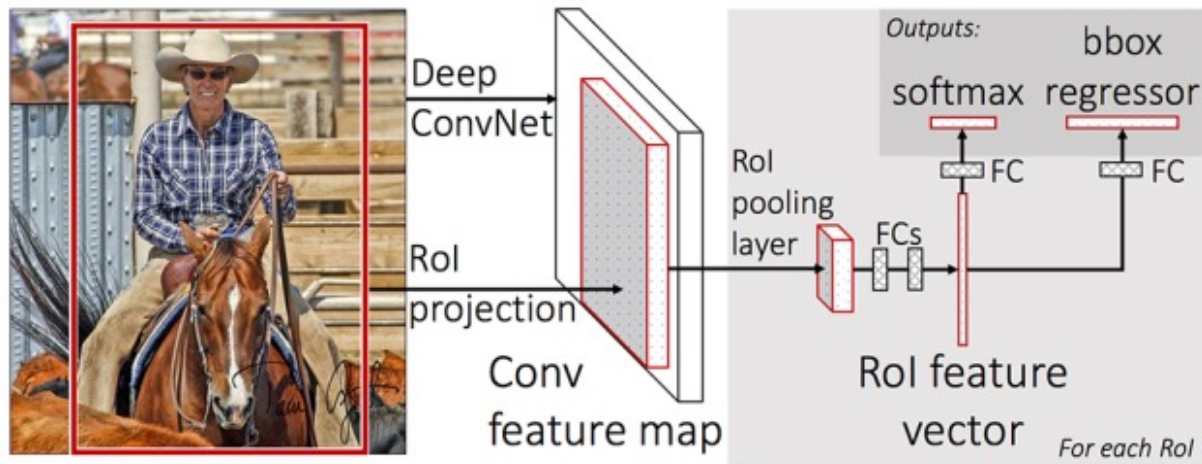 Deep
ConvNet
RoI
projection
Conv
feature map
RoI
pooling
layer
FCs
RoI feature
vector
For each RoI
Outputs:
softmax
bbox
regressor
FC
FC